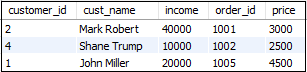 customer_id cust_name income order_id price
2 Mark Robert 40000 1001 3000
4 Shane Trump 10000 1002 2500
1 John Miller 20000 1005 4500